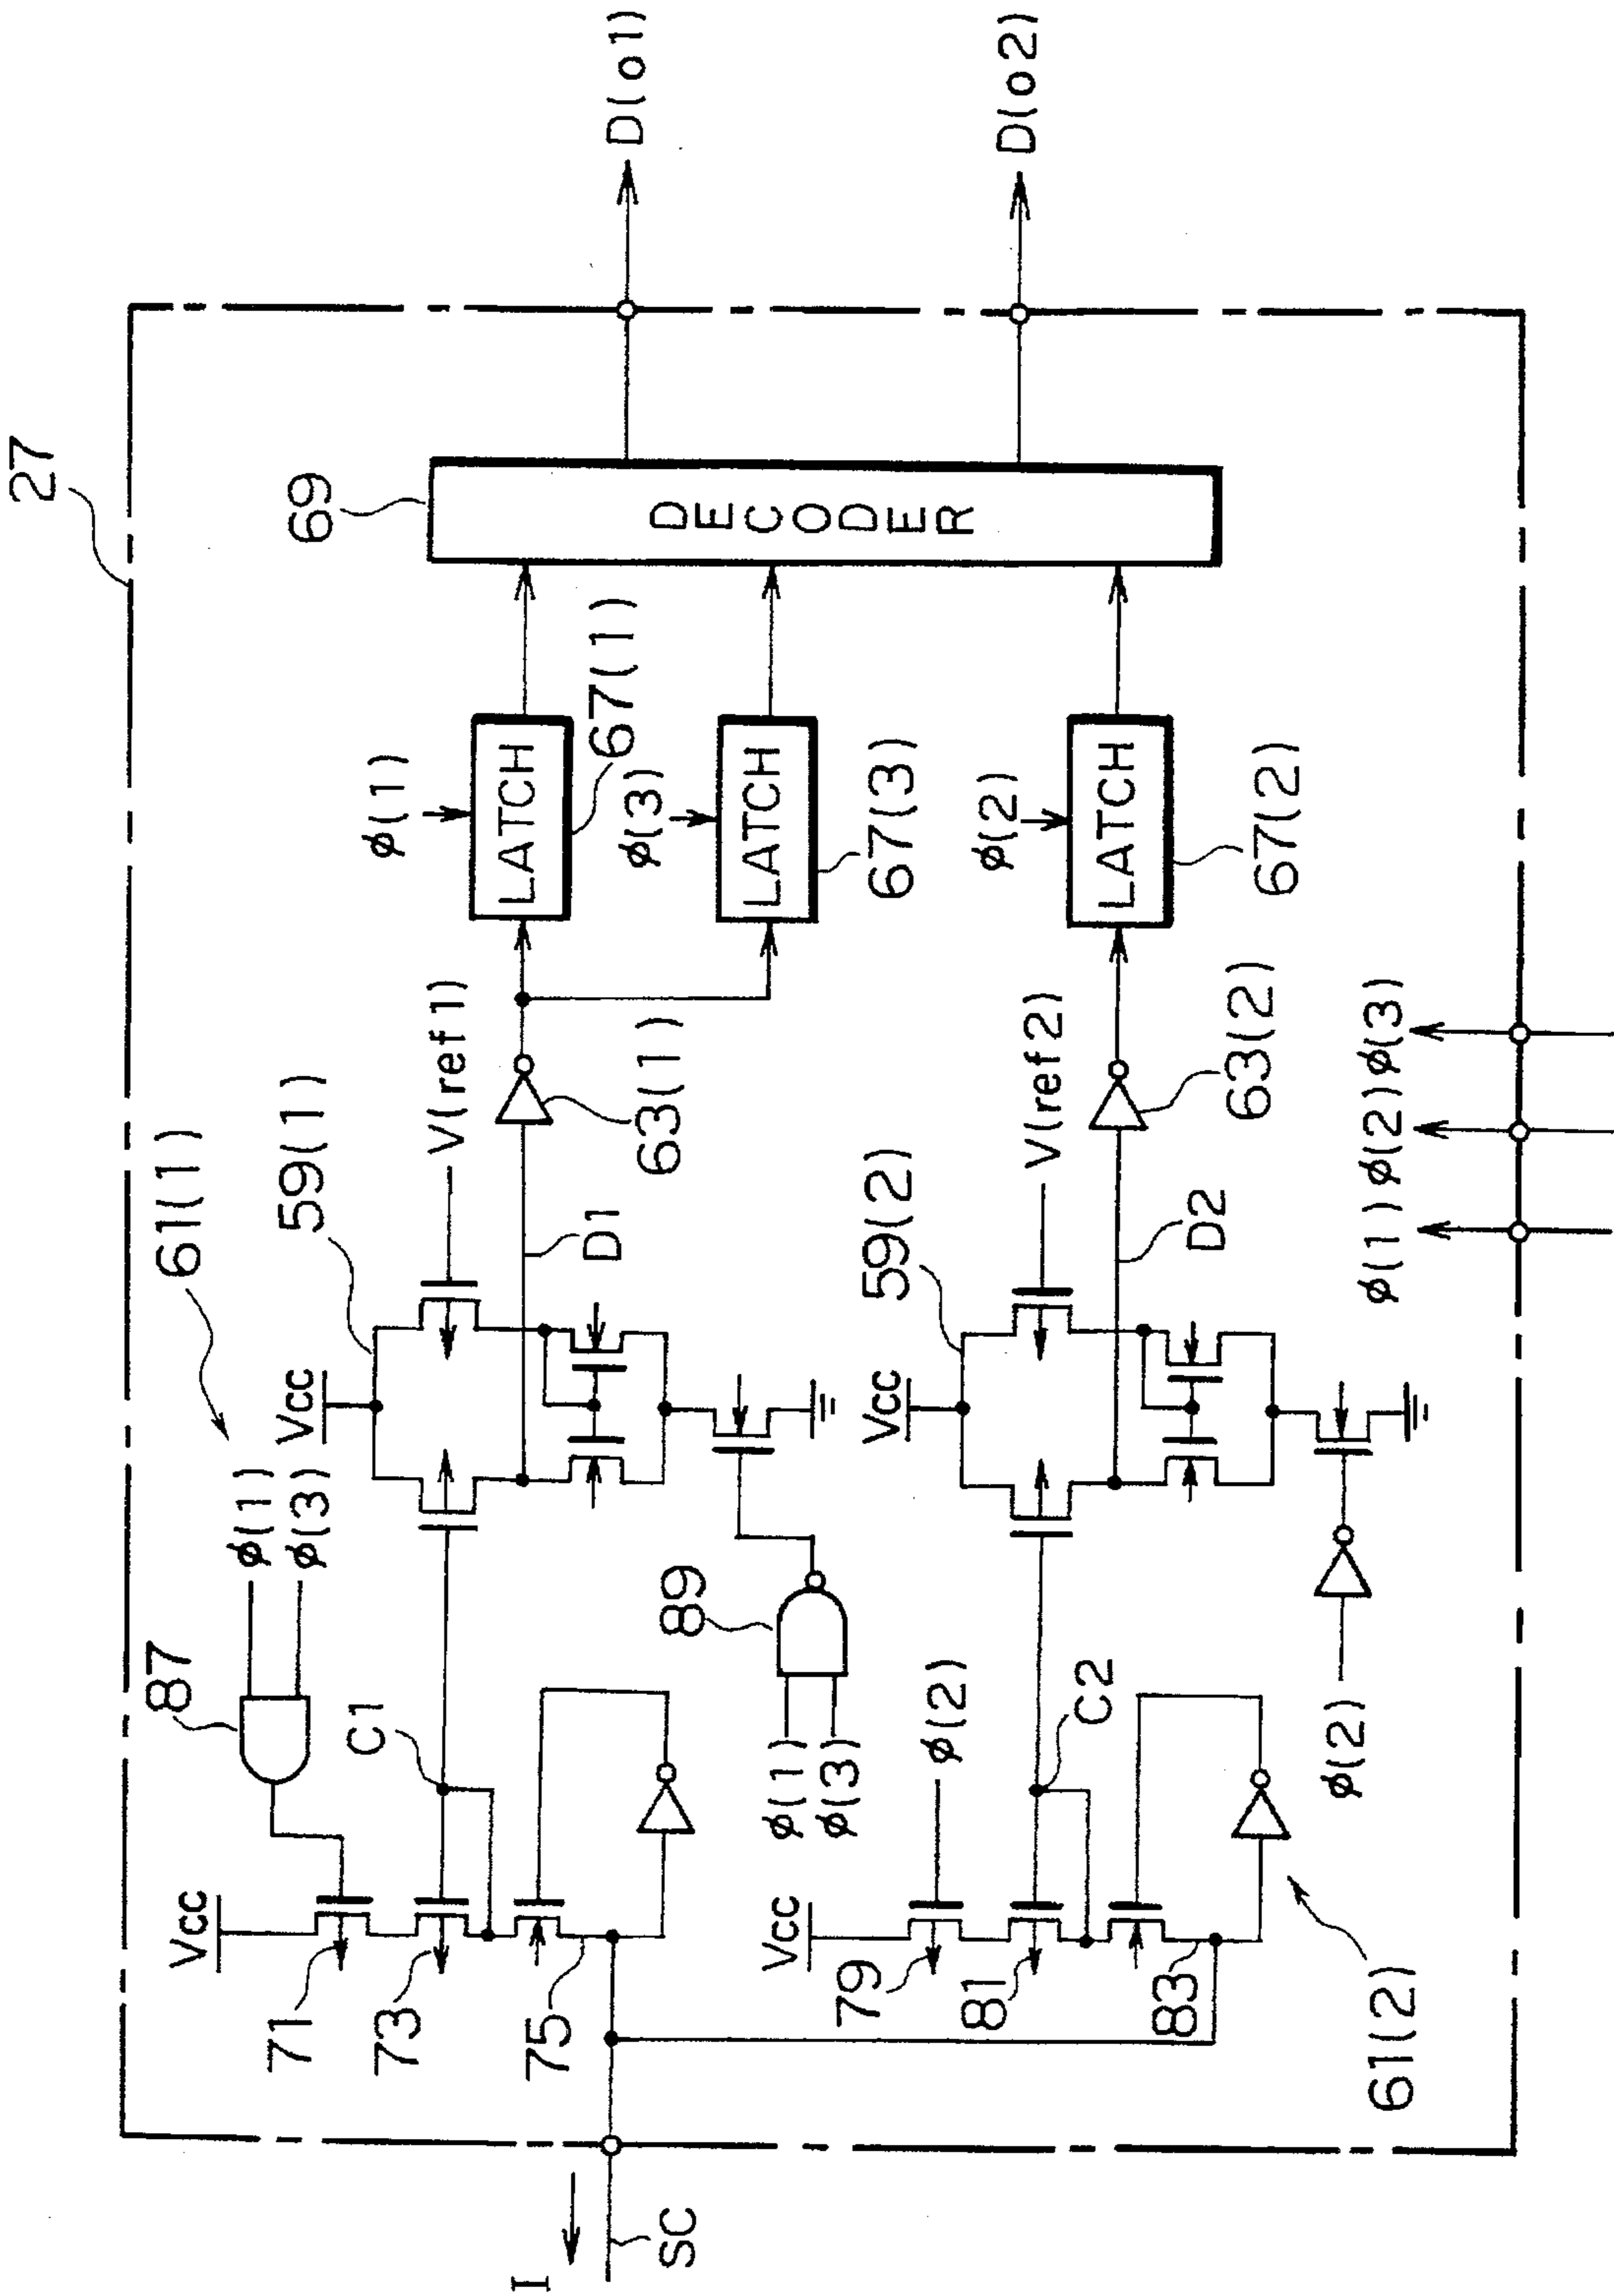 27
61(1)
59(1)
87
φ(1)
φ(3)
Vcc
Vcc
71
73
75
C1
V(ref1)
63(1)
D1
φ(1)
LATCH
67(1)
φ(3)
LATCH
67(3)
69
DECODER
D(o1)
D(o2)
89
φ(1)
φ(3)
I
SC
Vcc
φ(2)
79
81
83
C2
61(2)
Vcc
59(2)
V(ref2)
63(2)
D2
φ(2)
φ(2)
LATCH
67(2)
φ(1)
φ(2)
φ(3)